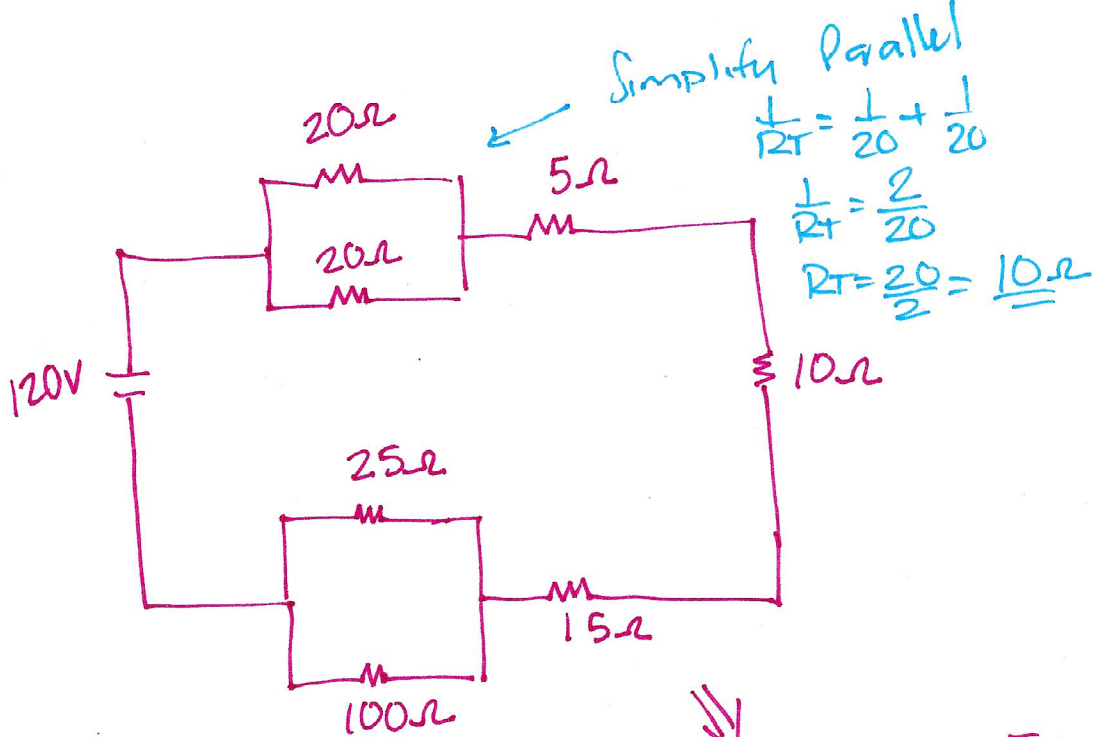 Simplify Parallel
1/RT = 1/20 + 1/20
1/RT = 2/20
RT = 20/2 = 10Ω
20Ω
5Ω
20Ω
120V
10Ω
25Ω
15Ω
100Ω